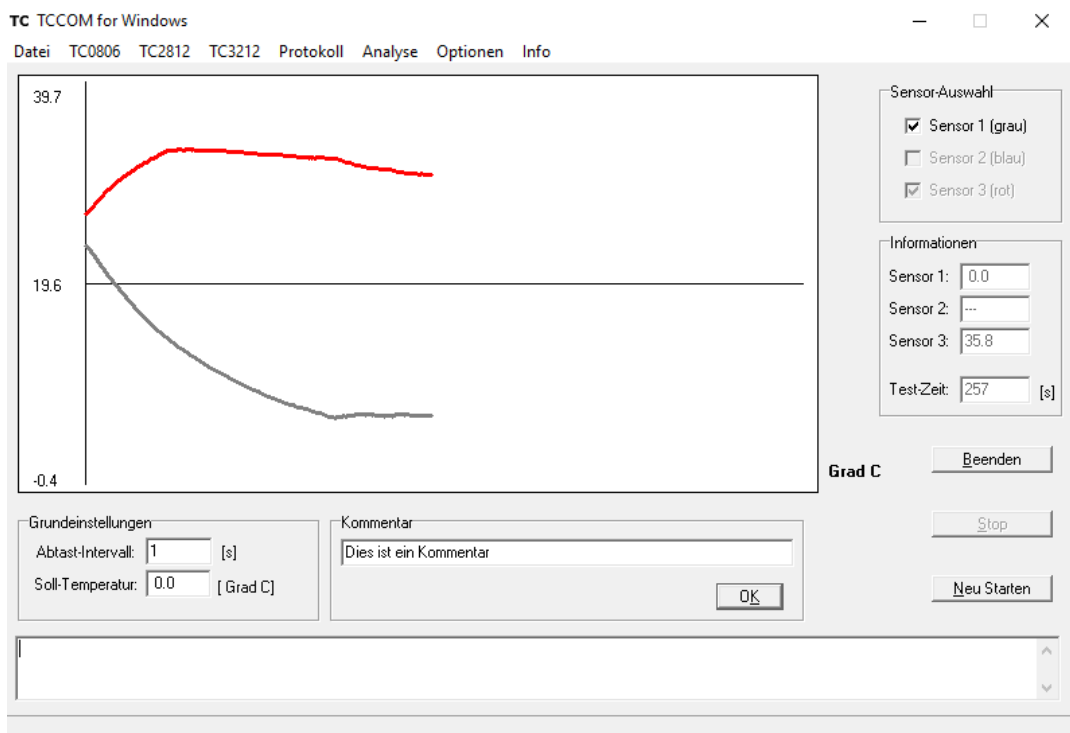 TC TCCOM for Windows
Datei TC0806 TC2812 TC3212 Protokoll Analyse Optionen Info
39.7
19.6
-0.4
Grad C
Sensor-Auswahl
Sensor 1 (grau)
Sensor 2 (blau)
Sensor 3 (rot)
Informationen
Sensor 1: 0.0
Sensor 2: ---
Sensor 3: 35.8
Test-Zeit: 257 [s]
Beenden
Stop
Neu Starten
Grundeinstellungen
Abtast-Intervall: 1 [s]
Soll-Temperatur: 0.0 [ Grad C]
Kommentar
Dies ist ein Kommentar
OK